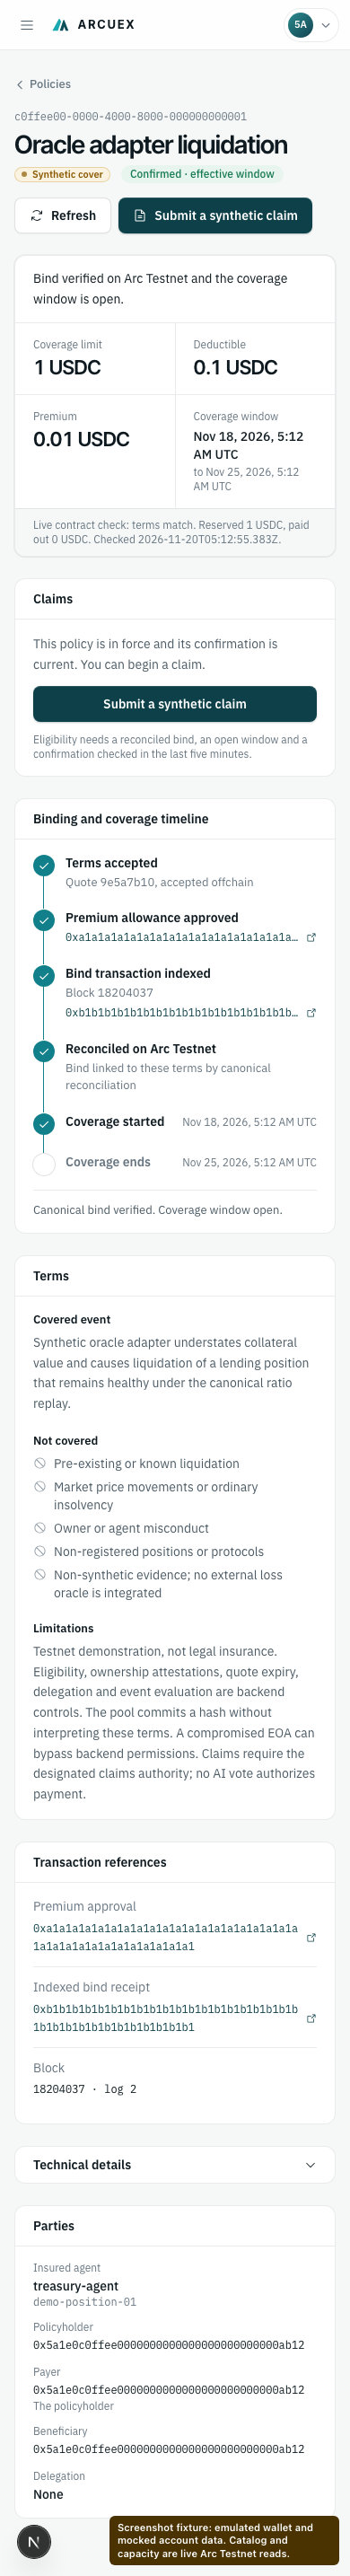 ARCUEX
5A
Policies
c0ffee00-0000-4000-8000-000000000001
Oracle adapter liquidation
Synthetic cover
Confirmed · effective window
Refresh
Submit a synthetic claim
Bind verified on Arc Testnet and the coverage
window is open.
Coverage limit
1 USDC
Deductible
0.1 USDC
Premium
0.01 USDC
Coverage window
Nov 18, 2026, 5:12
AM UTC
to Nov 25, 2026, 5:12
AM UTC
Live contract check: terms match. Reserved 1 USDC, paid
out 0 USDC. Checked 2026-11-20T05:12:55.383Z.
Claims
This policy is in force and its confirmation is
current. You can begin a claim.
Submit a synthetic claim
Eligibility needs a reconciled bind, an open window and a
confirmation checked in the last five minutes.
Binding and coverage timeline
Terms accepted
Quote 9e5a7b10, accepted offchain
Premium allowance approved
0xa1a1a1a1a1a1a1a1a1a1a1a1a1a1a1a1a1a…
Bind transaction indexed
Block 18204037
0xb1b1b1b1b1b1b1b1b1b1b1b1b1b1b1b1b1b…
Reconciled on Arc Testnet
Bind linked to these terms by canonical
reconciliation
Coverage started
Nov 18, 2026, 5:12 AM UTC
Coverage ends
Nov 25, 2026, 5:12 AM UTC
Canonical bind verified. Coverage window open.
Terms
Covered event
Synthetic oracle adapter understates collateral
value and causes liquidation of a lending position
that remains healthy under the canonical ratio
replay.
Not covered
Pre-existing or known liquidation
Market price movements or ordinary
insolvency
Owner or agent misconduct
Non-registered positions or protocols
Non-synthetic evidence; no external loss
oracle is integrated
Limitations
Testnet demonstration, not legal insurance.
Eligibility, ownership attestations, quote expiry,
delegation and event evaluation are backend
controls. The pool commits a hash without
interpreting these terms. A compromised EOA can
bypass backend permissions. Claims require the
designated claims authority; no AI vote authorizes
payment.
Transaction references
Premium approval
0xa1a1a1a1a1a1a1a1a1a1a1a1a1a1a1a1a1a1a1a
1a1a1a1a1a1a1a1a1a1a1a1a1
Indexed bind receipt
0xb1b1b1b1b1b1b1b1b1b1b1b1b1b1b1b1b1b1b1b
1b1b1b1b1b1b1b1b1b1b1b1b1
Block
18204037 · log 2
Technical details
Parties
Insured agent
treasury-agent
demo-position-01
Policyholder
0x5a1e0c0ffee0000000000000000000000000ab12
Payer
0x5a1e0c0ffee0000000000000000000000000ab12
The policyholder
Beneficiary
0x5a1e0c0ffee0000000000000000000000000ab12
Delegation
None
N
Screenshot fixture: emulated wallet and
mocked account data. Catalog and
capacity are live Arc Testnet reads.